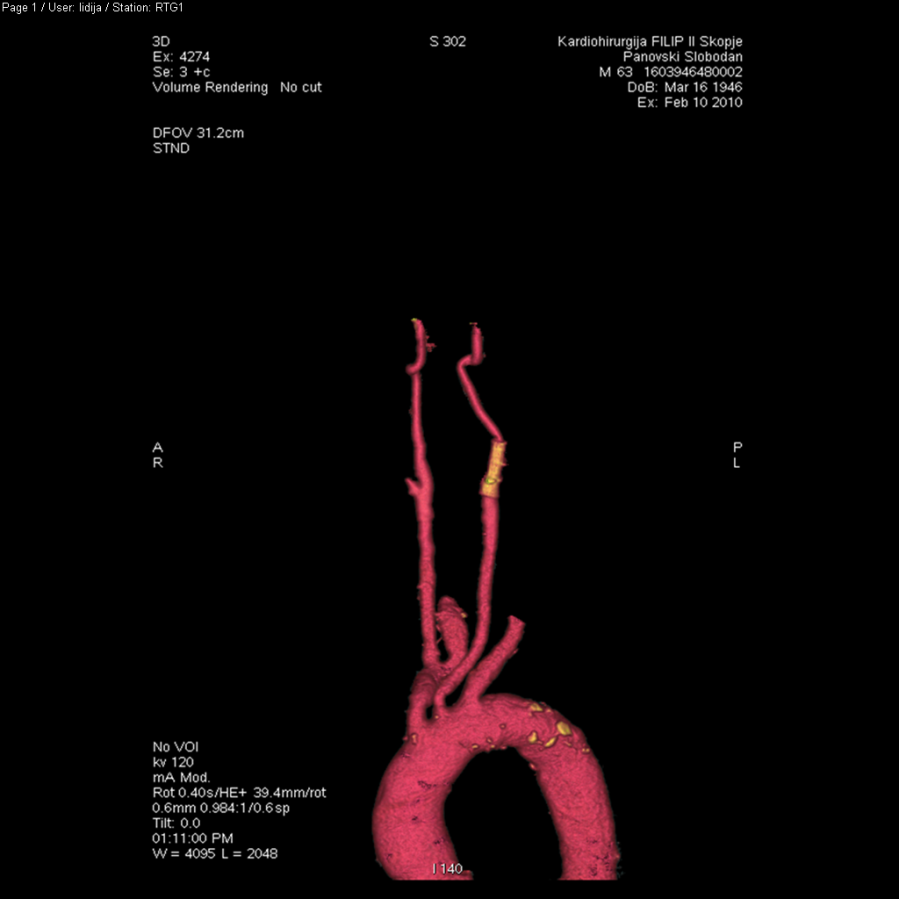 Page 1 / User: lidija / Station: RTG1
3D
Ex: 4274
Se: 3 +c
Volume Rendering No cut
DFOV 31.2cm
STND
S 302
Kardiohirurgija FILIP II Skopje
Panovski Slobodan
M 63 1603946480002
DoB: Mar 16 1946
Ex: Feb 10 2010
A
R
P
L
No VOI
kv 120
mA Mod.
Rot 0.40s/HE+ 39.4mm/rot
0.6mm 0.984:1/0.6sp
Tilt: 0.0
01:11:00 PM
W = 4095 L = 2048
I 140